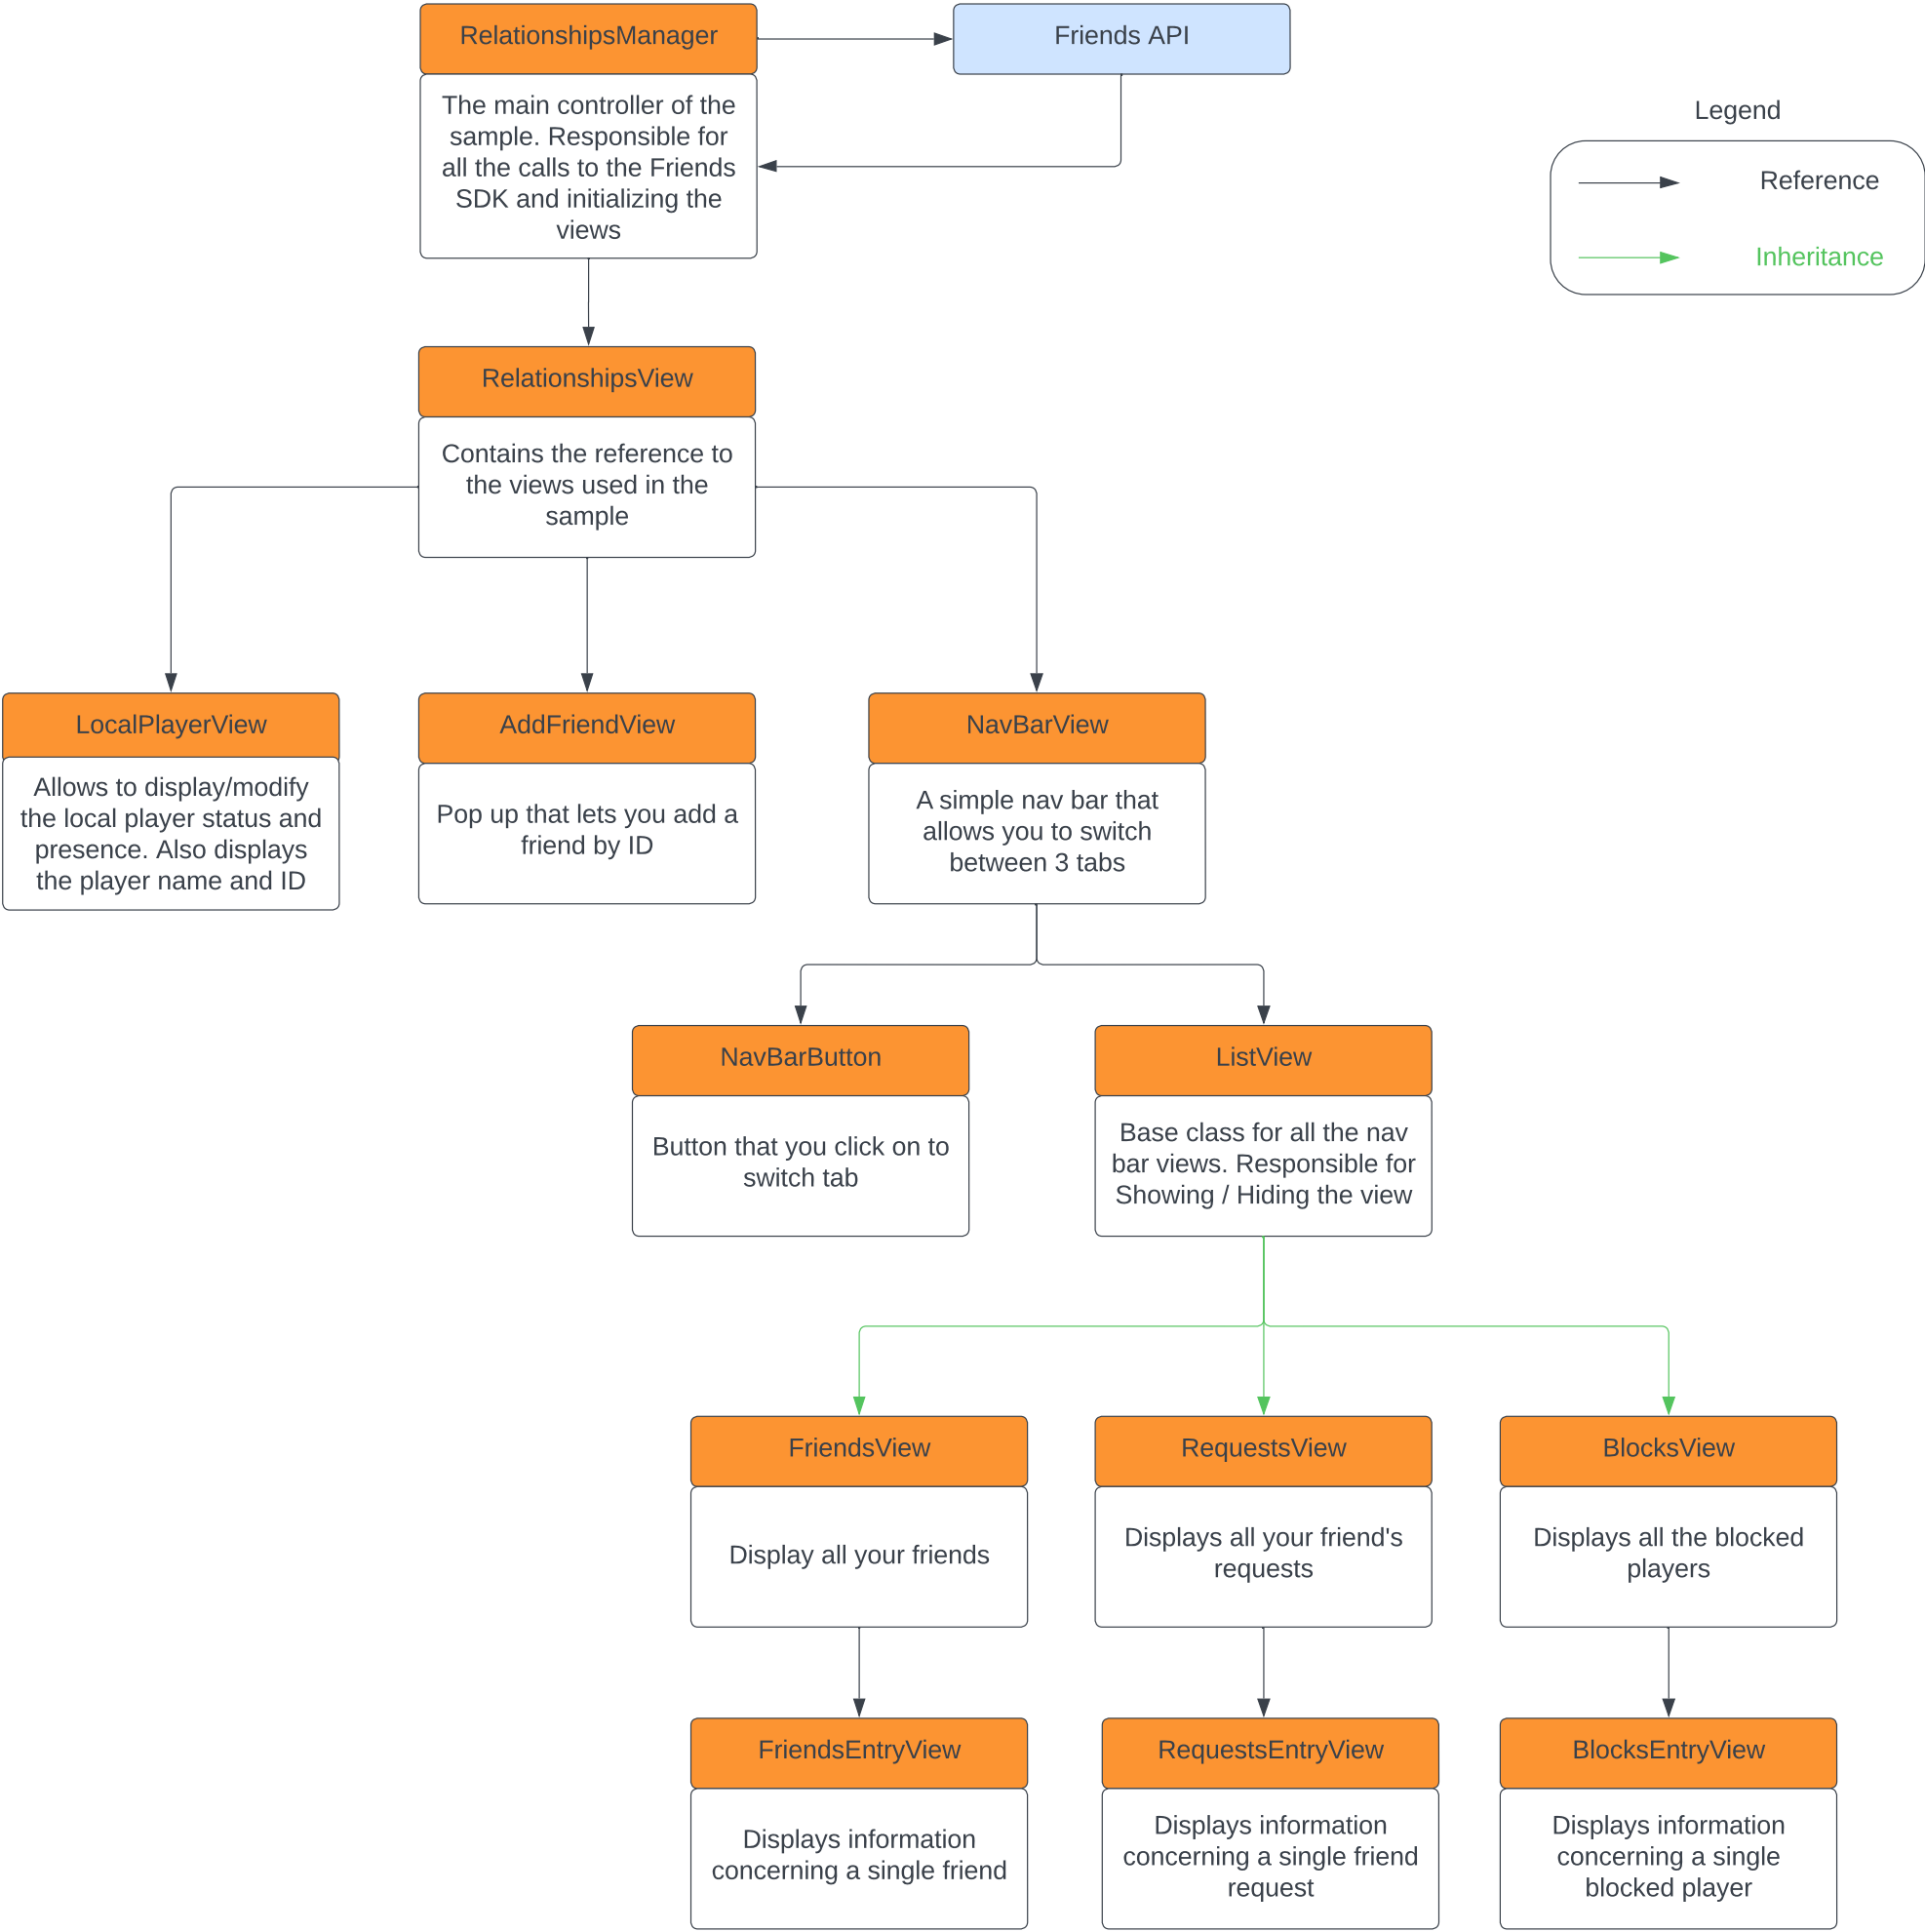 RelationshipsManager
Friends API
The main controller of the
sample. Responsible for
all the calls to the Friends
SDK and initializing the
views
Legend
Reference
Inheritance
RelationshipsView
Contains the reference to
the views used in the
sample
LocalPlayerView
Allows to display/modify
the local player status and
presence. Also displays
the player name and ID
AddFriendView
Pop up that lets you add a
friend by ID
NavBarView
A simple nav bar that
allows you to switch
between 3 tabs
NavBarButton
Button that you click on to
switch tab
ListView
Base class for all the nav
bar views. Responsible for
Showing / Hiding the view
FriendsView
Display all your friends
RequestsView
Displays all your friend's
requests
BlocksView
Displays all the blocked
players
FriendsEntryView
Displays information
concerning a single friend
RequestsEntryView
Displays information
concerning a single friend
request
BlocksEntryView
Displays information
concerning a single
blocked player